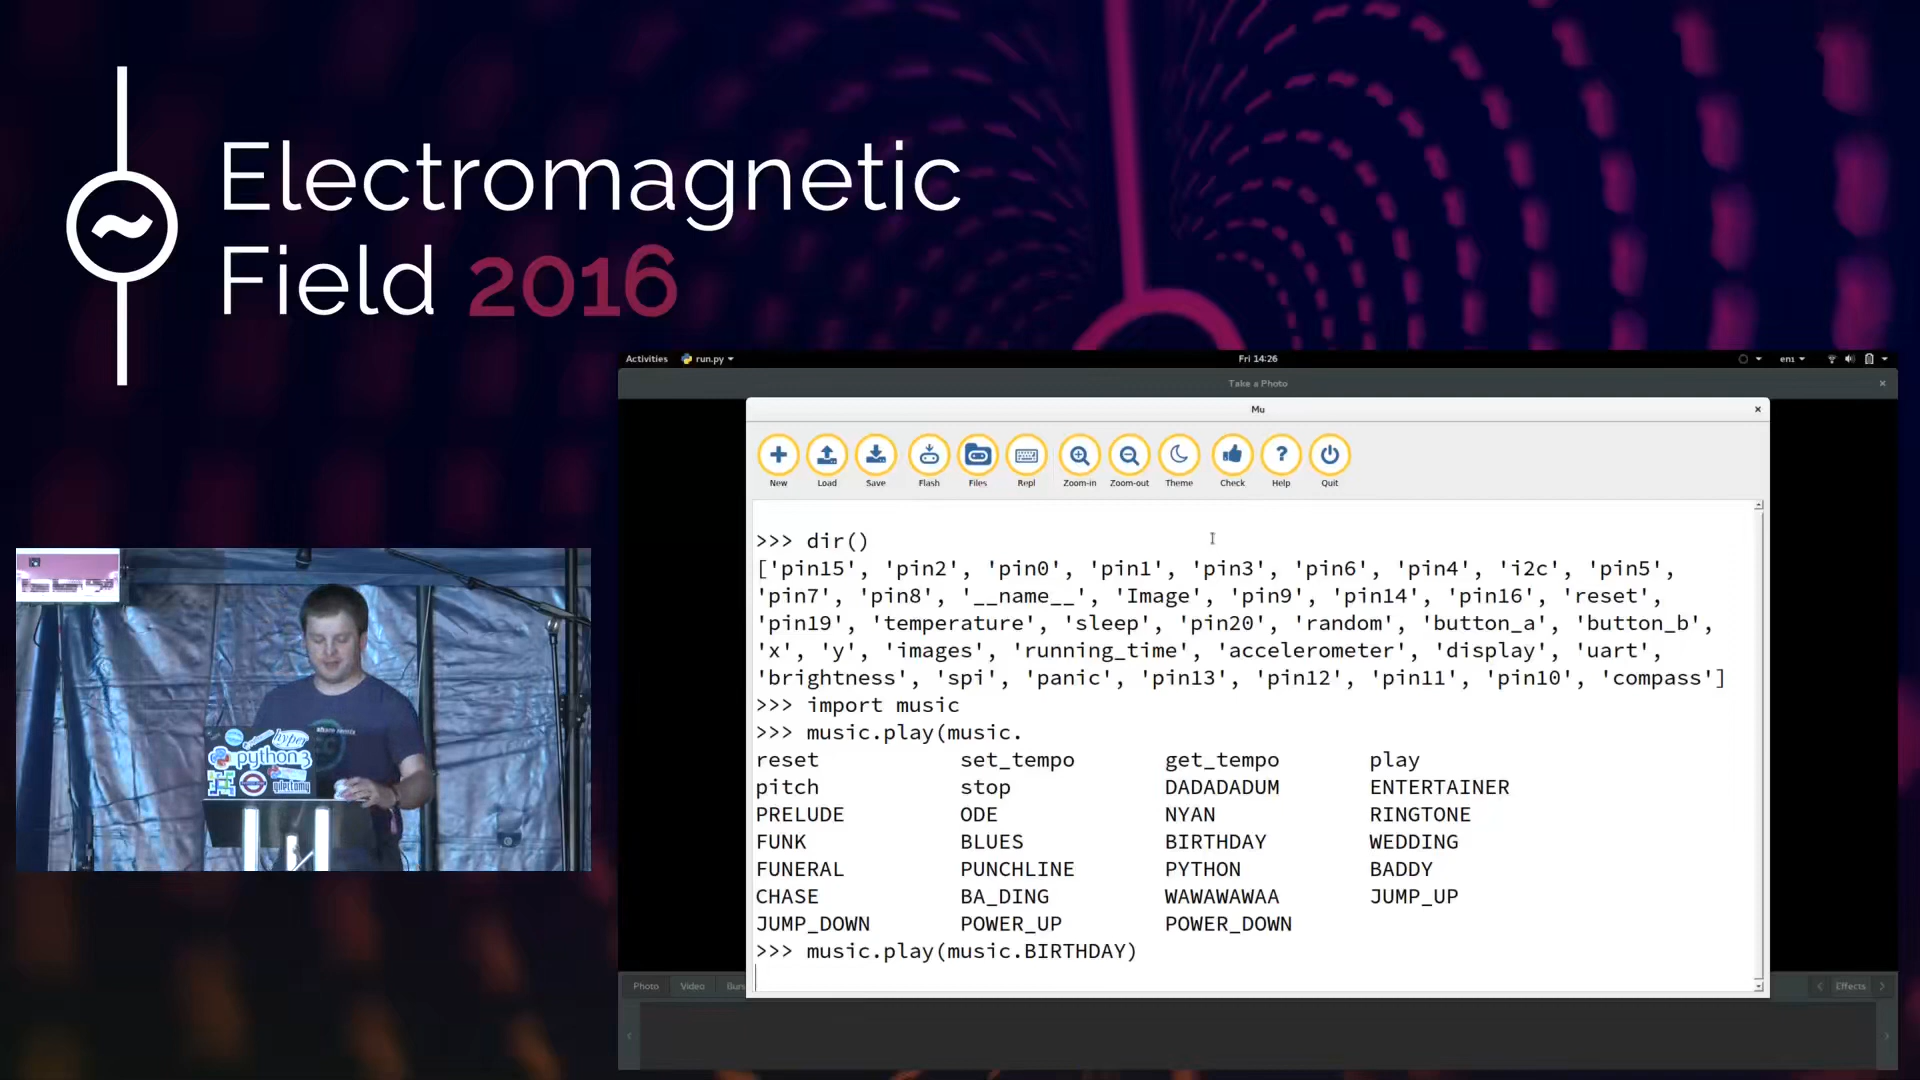 Electromagnetic
Field 2016
Activities run.py Fri 14:26 en1
Take a Photo
Mu
New Load Save Flash Files Repl Zoom-in Zoom-out Theme Check Help Quit
>>> dir()
['pin15', 'pin2', 'pin0', 'pin1', 'pin3', 'pin6', 'pin4', 'i2c', 'pin5',
'pin7', 'pin8', '__name__', 'Image', 'pin9', 'pin14', 'pin16', 'reset',
'pin19', 'temperature', 'sleep', 'pin20', 'random', 'button_a', 'button_b',
'x', 'y', 'images', 'running_time', 'accelerometer', 'display', 'uart',
'brightness', 'spi', 'panic', 'pin13', 'pin12', 'pin11', 'pin10', 'compass']
>>> import music
>>> music.play(music.
reset set_tempo get_tempo play
pitch stop DADADADUM ENTERTAINER
PRELUDE ODE NYAN RINGTONE
FUNK BLUES BIRTHDAY WEDDING
FUNERAL PUNCHLINE PYTHON BADDY
CHASE BA_DING WAWAWAWAA JUMP_UP
JUMP_DOWN POWER_UP POWER_DOWN
>>> music.play(music.BIRTHDAY)
Photo Video Effects
share remix
hyper
python3